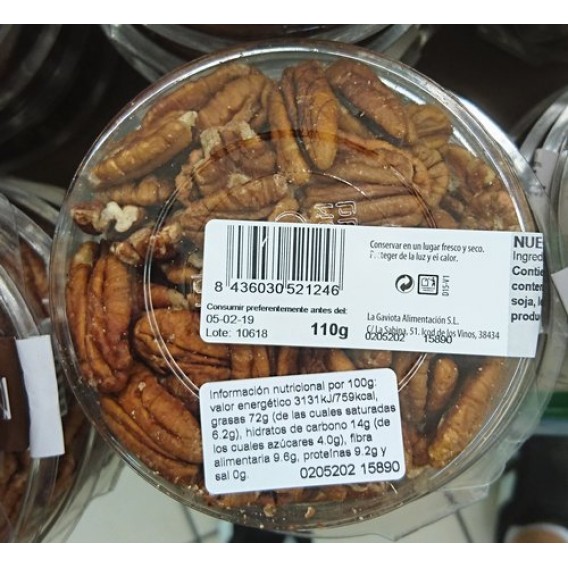 8 436030 521246
Consumir preferentemente antes del:
05-02-19
Lote: 10618
110g
Conservar en un lugar fresco y seco.
Proteger de la luz y el calor.
D15-V1
La Gaviota Alimentación S.L.
C/ La Sabina, 51. Icod de los Vinos, 38434
0205202 15890
NUE
Ingred
Contie
conten
soja,
produ
Información nutricional por 100g:
valor energético 3131kJ/759kcal,
grasas 72g (de las cuales saturadas
6.2g), hidratos de carbono 14g (de
los cuales azúcares 4.0g), fibra
alimentaria 9.6g, proteínas 9.2g y
sal 0g.
0205202 15890